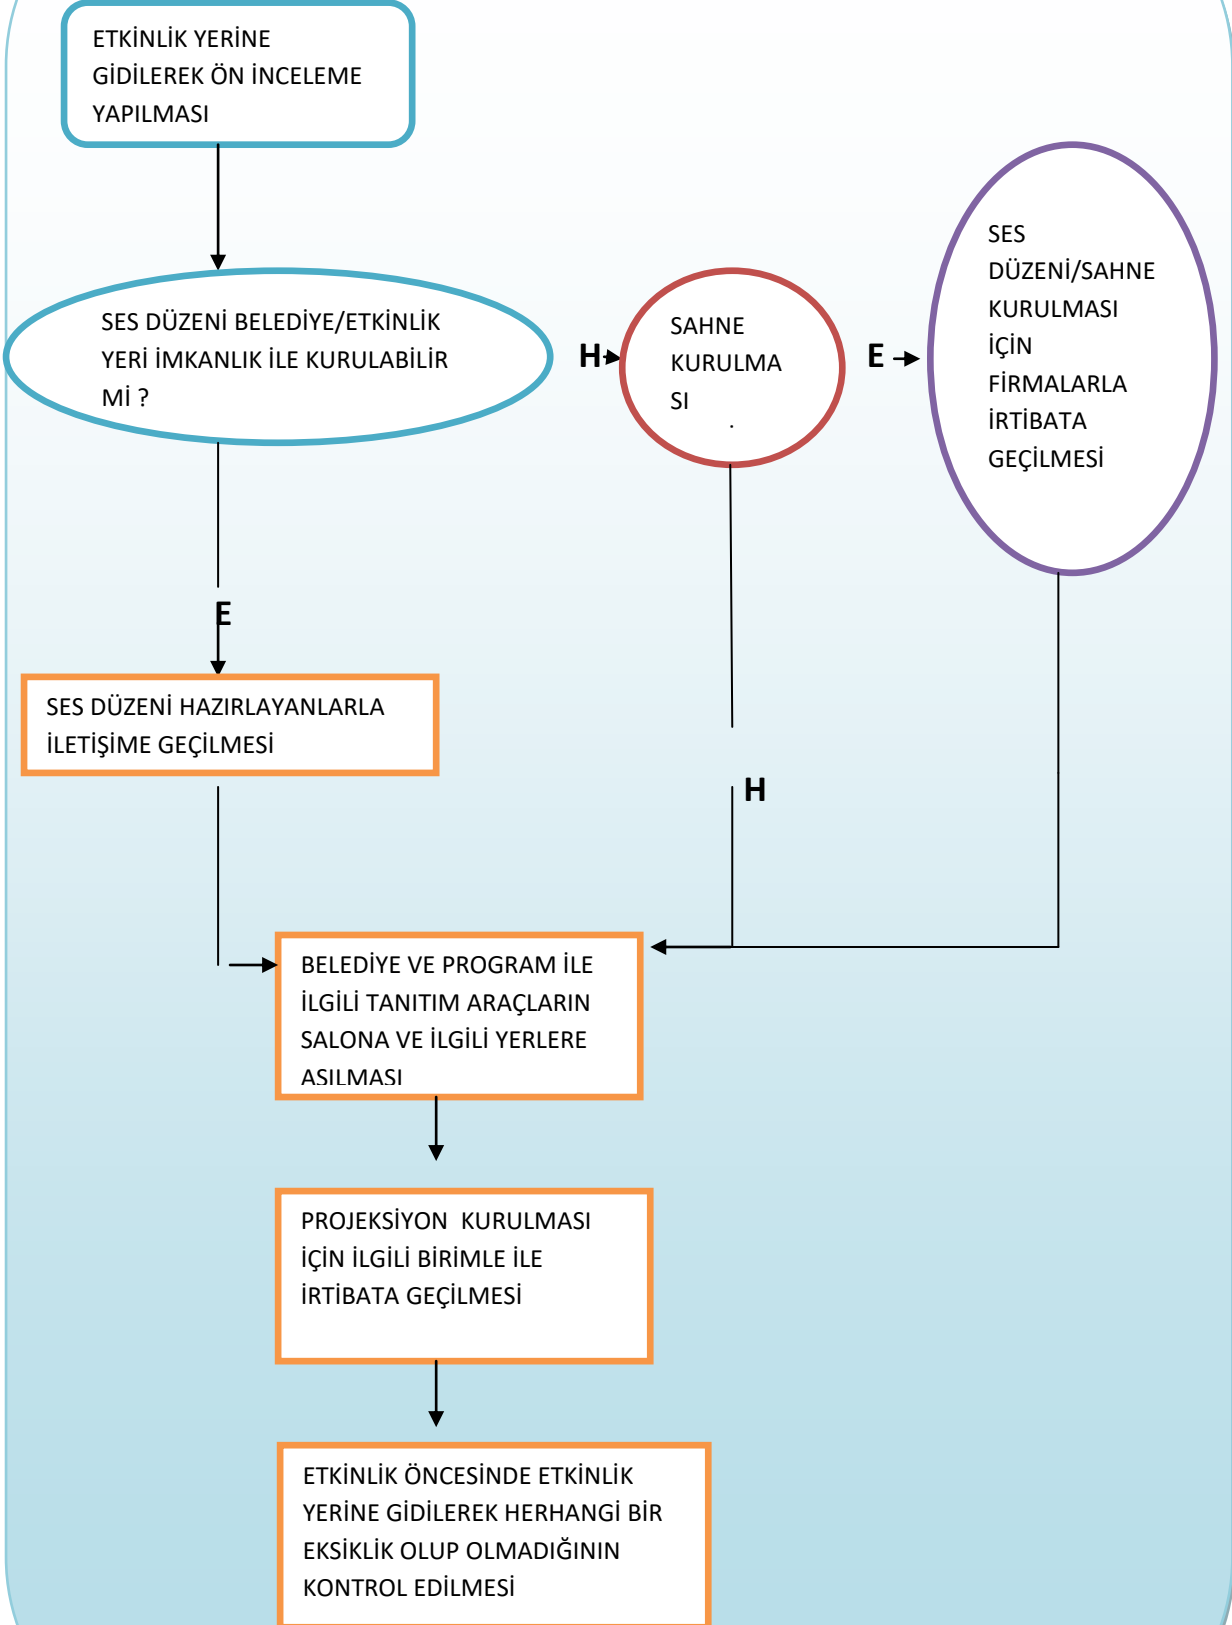 ETKİNLİK YERİNE
GİDİLEREK ÖN İNCELEME
YAPILMASI
SES DÜZENİ BELEDİYE/ETKİNLİK
YERİ İMKANLIK İLE KURULABİLİR
Mİ ?
H
SAHNE
KURULMA
SI
.
E
SES
DÜZENİ/SAHNE
KURULMASI
İÇİN
FİRMALARLA
İRTİBATA
GEÇİLMESİ
E
SES DÜZENİ HAZIRLAYANLARLA
İLETİŞİME GEÇİLMESİ
H
BELEDİYE VE PROGRAM İLE
İLGİLİ TANITIM ARAÇLARIN
SALONA VE İLGİLİ YERLERE
ASILMASI
PROJEKSİYON  KURULMASI
İÇİN İLGİLİ BİRİMLE İLE
İRTİBATA GEÇİLMESİ
ETKİNLİK ÖNCESİNDE ETKİNLİK
YERİNE GİDİLEREK HERHANGİ BİR
EKSİKLİK OLUP OLMADIĞININ
KONTROL EDİLMESİ